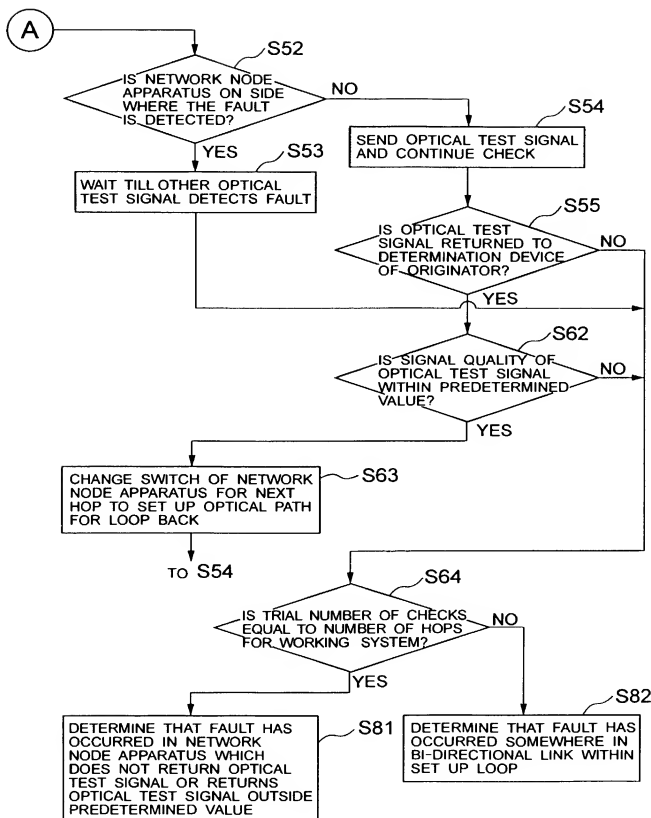 A
S52
IS NETWORK NODE
APPARATUS ON SIDE
WHERE THE FAULT
IS DETECTED?
NO
YES
S53
WAIT TILL OTHER OPTICAL
TEST SIGNAL DETECTS FAULT
S54
SEND OPTICAL TEST SIGNAL
AND CONTINUE CHECK
S55
IS OPTICAL TEST
SIGNAL RETURNED TO
DETERMINATION DEVICE
OF ORIGINATOR?
NO
YES
S62
IS SIGNAL QUALITY OF
OPTICAL TEST SIGNAL
WITHIN PREDETERMINED
VALUE?
NO
YES
S63
CHANGE SWITCH OF NETWORK
NODE APPARATUS FOR NEXT
HOP TO SET UP OPTICAL PATH
FOR LOOP BACK
TO S54
S64
IS TRIAL NUMBER OF CHECKS
EQUAL TO NUMBER OF HOPS
FOR WORKING SYSTEM?
NO
YES
S81
DETERMINE THAT FAULT HAS
OCCURRED IN NETWORK
NODE APPARATUS WHICH
DOES NOT RETURN OPTICAL
TEST SIGNAL OR RETURNS
OPTICAL TEST SIGNAL OUTSIDE
PREDETERMINED VALUE
S82
DETERMINE THAT FAULT HAS
OCCURRED SOMEWHERE IN
BI-DIRECTIONAL LINK WITHIN
SET UP LOOP